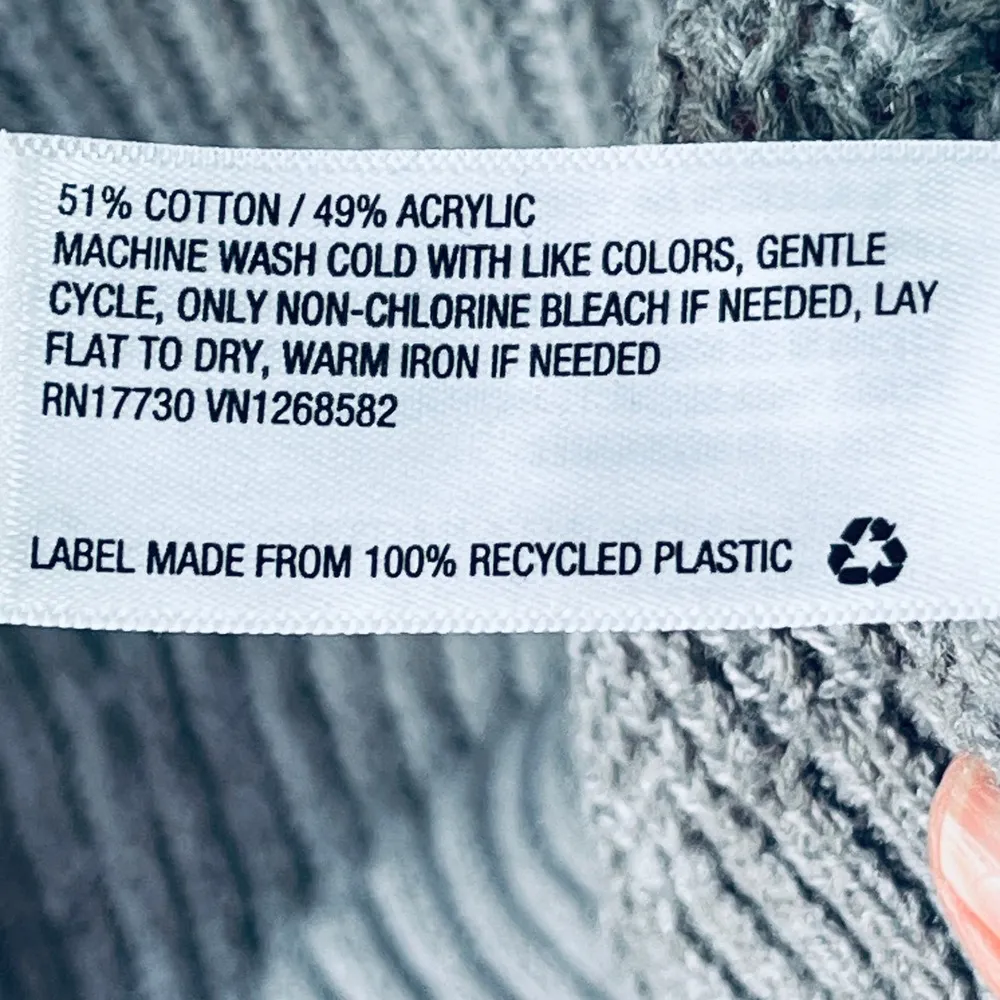 51% COTTON / 49% ACRYLIC
MACHINE WASH COLD WITH LIKE COLORS, GENTLE
CYCLE, ONLY NON-CHLORINE BLEACH IF NEEDED, LAY
FLAT TO DRY, WARM IRON IF NEEDED
RN17730 VN1268582
LABEL MADE FROM 100% RECYCLED PLASTIC